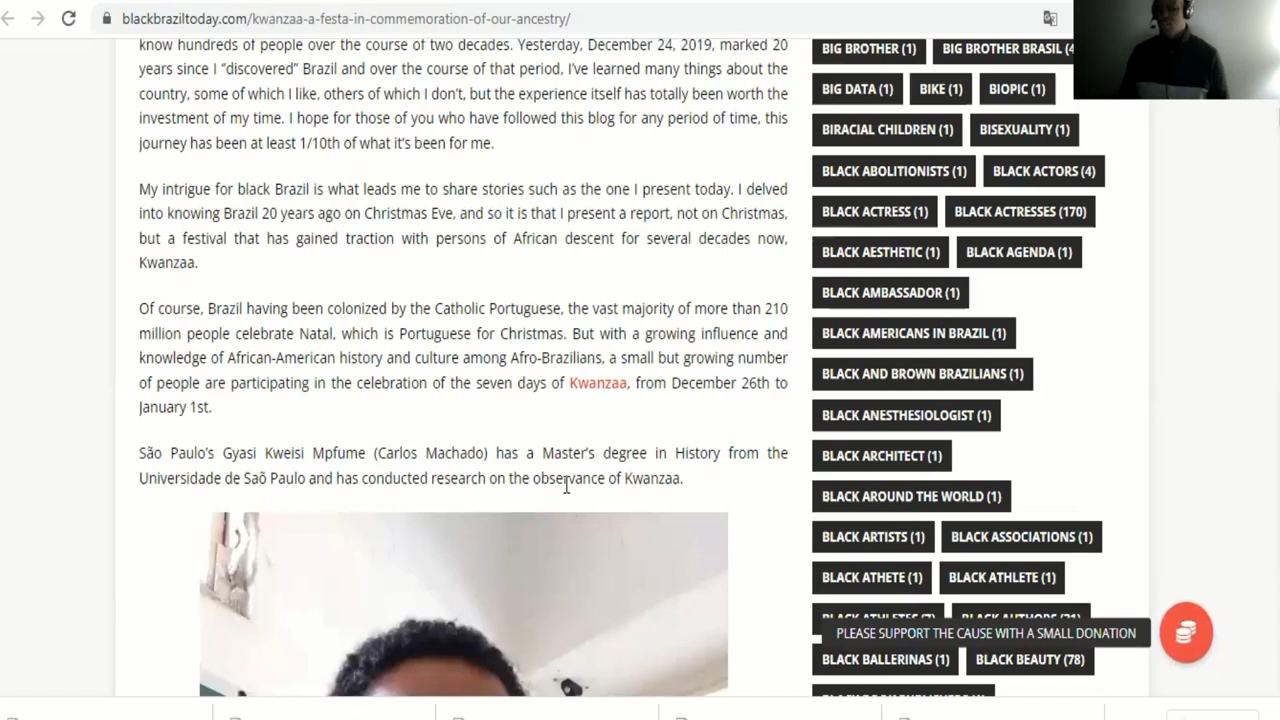 blackbraziltoday.com/kwanzaa-a-festa-in-commemoration-of-our-ancestry/
know hundreds of people over the course of two decades. Yesterday, December 24, 2019, marked 20
years since I “discovered” Brazil and over the course of that period, I’ve learned many things about the
country, some of which I like, others of which I don’t, but the experience itself has totally been worth the
investment of my time. I hope for those of you who have followed this blog for any period of time, this
journey has been at least 1/10th of what it’s been for me.
My intrigue for black Brazil is what leads me to share stories such as the one I present today. I delved
into knowing Brazil 20 years ago on Christmas Eve, and so it is that I present a report, not on Christmas,
but a festival that has gained traction with persons of African descent for several decades now,
Kwanzaa.
Of course, Brazil having been colonized by the Catholic Portuguese, the vast majority of more than 210
million people celebrate Natal, which is Portuguese for Christmas. But with a growing influence and
knowledge of African-American history and culture among Afro-Brazilians, a small but growing number
of people are participating in the celebration of the seven days of Kwanzaa, from December 26th to
January 1st.
São Paulo’s Gyasi Kweisi Mpfume (Carlos Machado) has a Master’s degree in History from the
Universidade de Saõ Paulo and has conducted research on the observance of Kwanzaa.
BIG BROTHER (1) BIG BROTHER BRASIL (4
BIG DATA (1) BIKE (1) BIOPIC (1)
BIRACIAL CHILDREN (1) BISEXUALITY (1)
BLACK ABOLITIONISTS (1) BLACK ACTORS (4)
BLACK ACTRESS (1) BLACK ACTRESSES (170)
BLACK AESTHETIC (1) BLACK AGENDA (1)
BLACK AMBASSADOR (1)
BLACK AMERICANS IN BRAZIL (1)
BLACK AND BROWN BRAZILIANS (1)
BLACK ANESTHESIOLOGIST (1)
BLACK ARCHITECT (1)
BLACK AROUND THE WORLD (1)
BLACK ARTISTS (1) BLACK ASSOCIATIONS (1)
BLACK ATHETE (1) BLACK ATHLETE (1)
PLEASE SUPPORT THE CAUSE WITH A SMALL DONATION
BLACK BALLERINAS (1) BLACK BEAUTY (78)